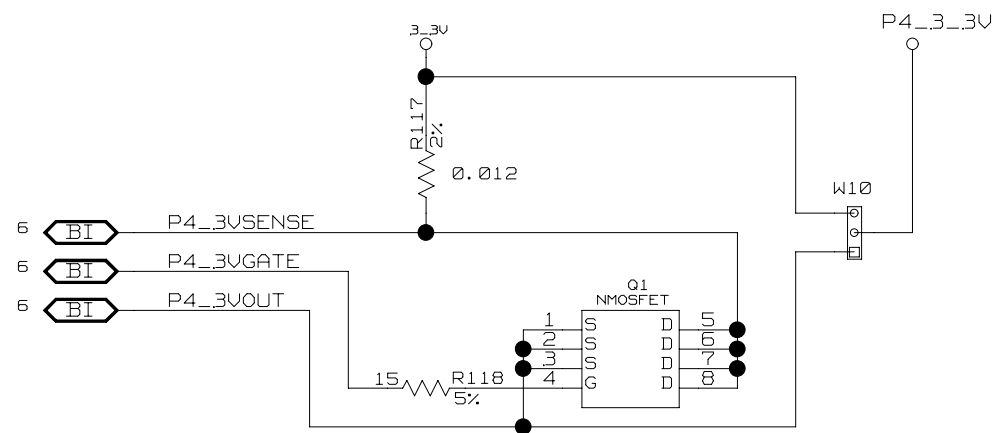 P4_3_3V
3_3V
R117
2%
0.012
W10
6 BI P4_3VSENSE
6 BI P4_3VGATE
6 BI P4_3VOUT
Q1
NMOSFET
1 S D 5
2 S D 6
3 S D 7
4 G D 8
15 R118
5%